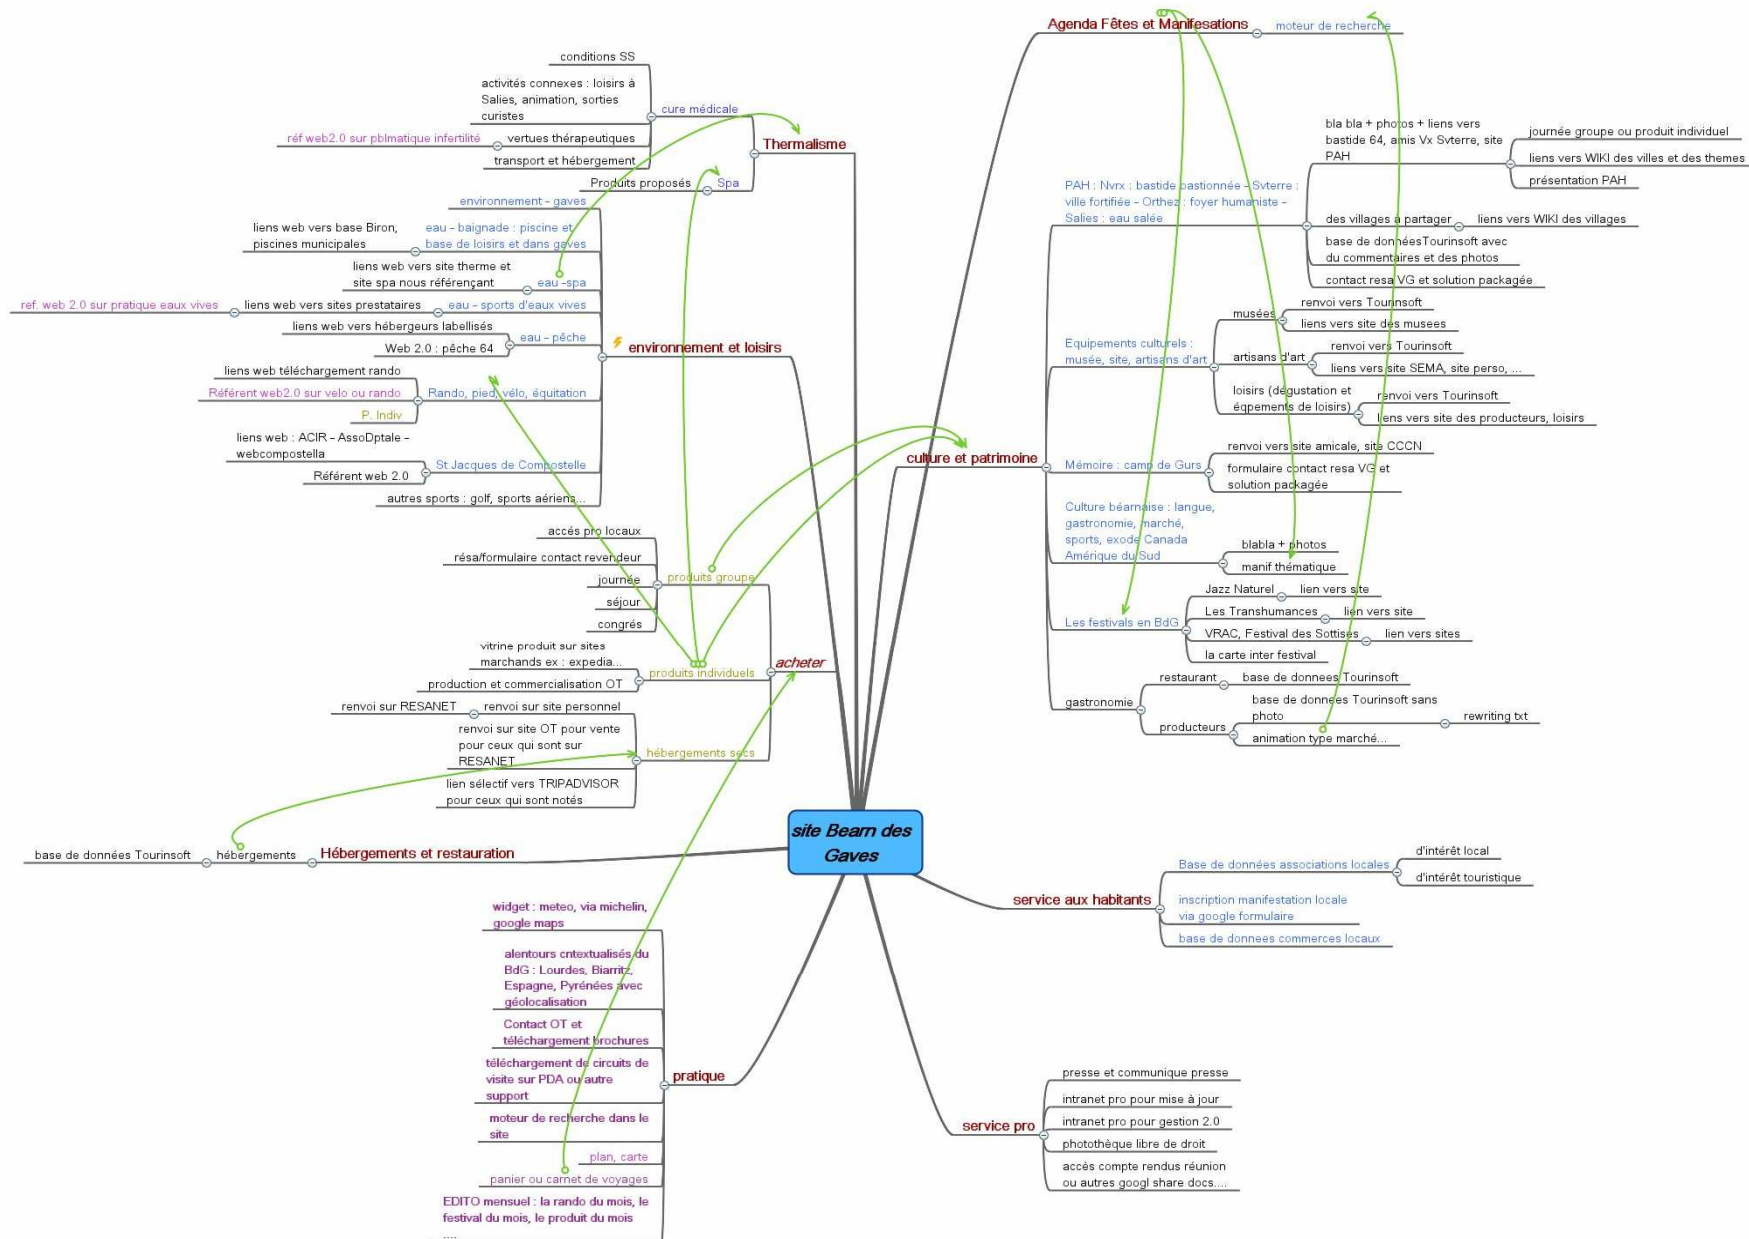 site Bearn des
Gaves
Agenda Fêtes et Manifesations
moteur de recherche
conditions SS
activités connexes : loisirs à
Salies, animation, sorties
curistes
cure médicale
réf web2.0 sur pblmatique infertilité
vertues thérapeutiques
transport et hébergement
Thermalisme
Produits proposés
Spa
environnement - gaves
liens web vers base Biron,
piscines municipales
eau - baignade : piscine et
base de loisirs et dans gaves
liens web vers site therme et
site spa nous référençant
eau -spa
ref. web 2.0 sur pratique eaux vives
liens web vers sites prestataires
eau - sports d'eaux vives
liens web vers hébergeurs labellisés
Web 2.0 : pêche 64
eau - pêche
environnement et loisirs
liens web téléchargement rando
Référent web2.0 sur velo ou rando
P. Indiv
Rando, pied, vélo, équitation
liens web : ACIR - AssoDptale -
webcompostella
Référent web 2.0
St Jacques de Compostelle
autres sports : golf, sports aériens...
accés pro locaux
résa/formulaire contact revendeur
journée
séjour
congrés
produits groupe
vitrine produit sur sites
marchands ex : expedia...
production et commercialisation OT
produits individuels
acheter
renvoi sur RESANET
renvoi sur site personnel
renvoi sur site OT pour vente
pour ceux qui sont sur
RESANET
lien sélectif vers TRIPADVISOR
pour ceux qui sont notés
hébergements secs
base de données Tourinsoft
hébergements
Hébergements et restauration
widget : meteo, via michelin,
google maps
alentours cntextualisés du
BdG : Lourdes, Biarritz,
Espagne, Pyrénées avec
géolocalisation
Contact OT et
téléchargement brochures
téléchargement de circuits de
visite sur PDA ou autre
support
moteur de recherche dans le
site
plan, carte
panier ou carnet de voyages
EDITO mensuel : la rando du mois, le
festival du mois, le produit du mois
....
pratique
bla bla + photos + liens vers
bastide 64, amis Vx Svterre, site
PAH
journée groupe ou produit individuel
liens vers WIKI des villes et des themes
présentation PAH
PAH : Nvrx : bastide bastionnée - Svterre :
ville fortifiée - Orthez : foyer humaniste -
Salies : eau salée
des villages à partager
liens vers WIKI des villages
base de donnéesTourinsoft avec
du commentaires et des photos
contact resa VG et solution packagée
musées
renvoi vers Tourinsoft
liens vers site des musees
Equipements culturels :
musée, site, artisans d'art
artisans d'art
renvoi vers Tourinsoft
liens vers site SEMA, site perso, ...
loisirs (dégustation et
éqpements de loisirs)
renvoi vers Tourinsoft
liens vers site des producteurs, loisirs
culture et patrimoine
Mémoire : camp de Gurs
renvoi vers site amicale, site CCCN
formulaire contact resa VG et
solution packagée
Culture béarnaise : langue,
gastronomie, marché,
sports, exode Canada
Amérique du Sud
blabla + photos
manif thématique
Les festivals en BdG
Jazz Naturel
lien vers site
Les Transhumances
lien vers site
VRAC, Festival des Sottises
lien vers sites
la carte inter festival
gastronomie
restaurant
base de donnees Tourinsoft
producteurs
base de donnees Tourinsoft sans
photo
rewriting txt
animation type marché...
service aux habitants
Base de données associations locales
d'intérêt local
d'intérêt touristique
inscription manifestation locale
via google formulaire
base de donnees commerces locaux
service pro
presse et communique presse
intranet pro pour mise à jour
intranet pro pour gestion 2.0
photothèque libre de droit
accès compte rendus réunion
ou autres googl share docs....